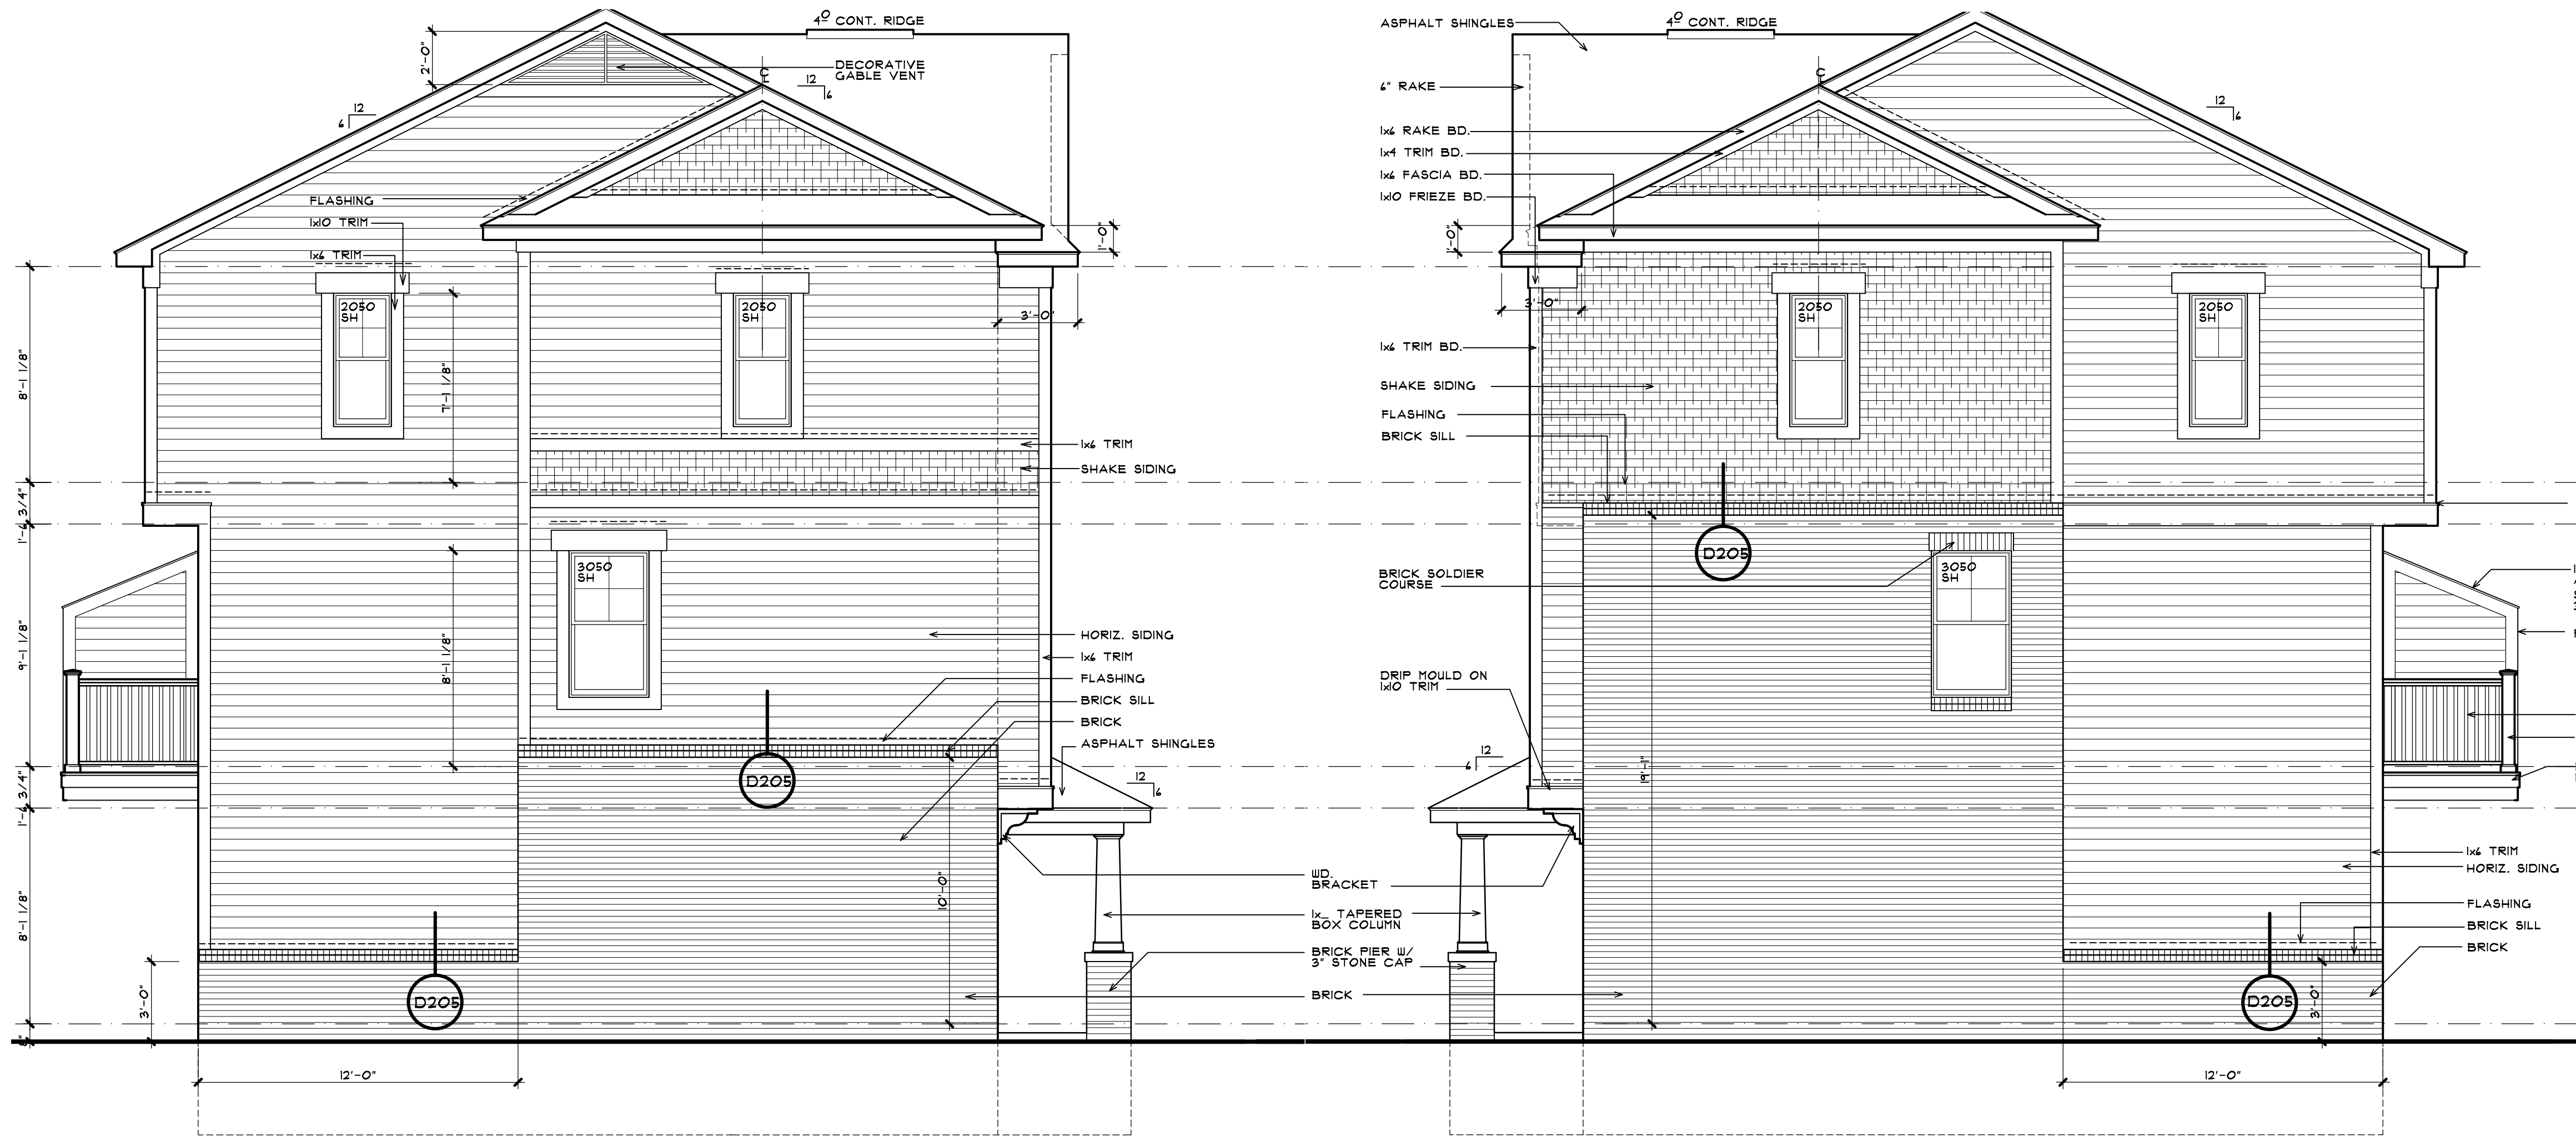 4⁰ CONT. RIDGE
2'-0"
DECORATIVE
GABLE VENT
CL
12
6
12
6
FLASHING
1x10 TRIM
1x6 TRIM
1'-0"
2050
SH
2050
SH
3'-0"
8'-1 1/8"
7'-1 1/8"
1x6 TRIM
SHAKE SIDING
1'-6 3/4"
3050
SH
9'-1 1/8"
8'-1 1/8"
HORIZ. SIDING
1x6 TRIM
FLASHING
BRICK SILL
BRICK
ASPHALT SHINGLES
D205
12
6
1'-6 3/4"
8'-1 1/8"
10'-0"
WD.
BRACKET
1x_ TAPERED
BOX COLUMN
BRICK PIER W/
3" STONE CAP
BRICK
D205
3'-0"
8"
12'-0"
ASPHALT SHINGLES
4⁰ CONT. RIDGE
6" RAKE
CL
12
6
1x6 RAKE BD.
1x4 TRIM BD.
1x6 FASCIA BD.
1x10 FRIEZE BD.
1'-0"
3'-0"
2050
SH
2050
SH
1x6 TRIM BD.
SHAKE SIDING
FLASHING
BRICK SILL
D205
BRICK SOLDIER
COURSE
3050
SH
DRIP MOULD ON
1x10 TRIM
12
6
19'-1"
1x6 TRIM
HORIZ. SIDING
FLASHING
BRICK SILL
BRICK
D205
3'-0"
12'-0"